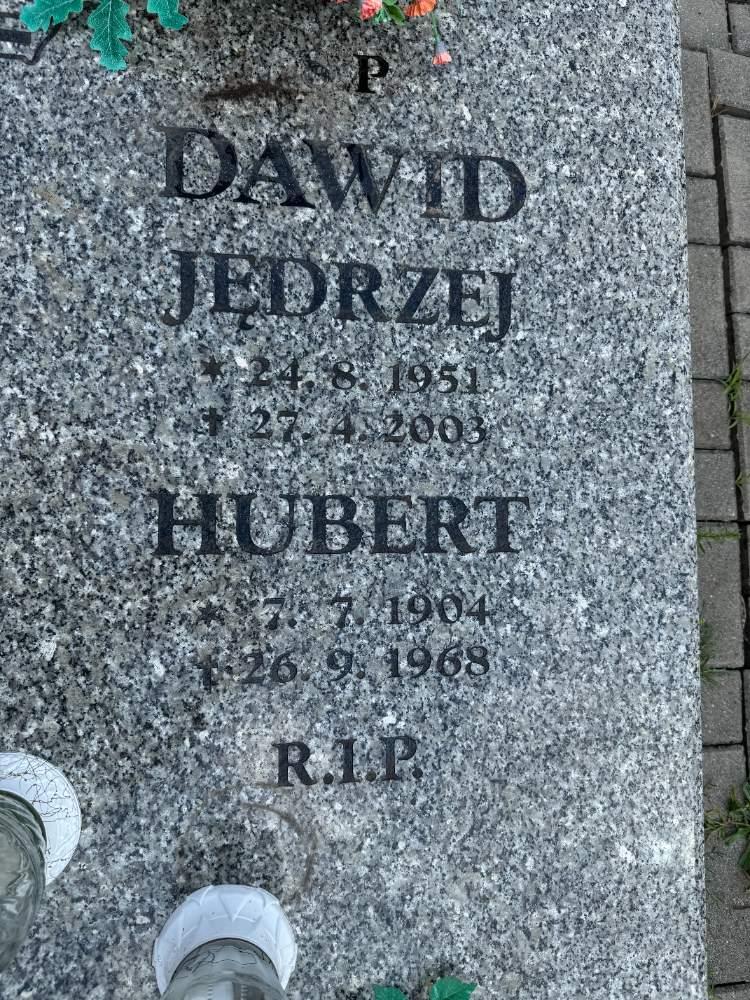 P
DAWID
JĘDRZEJ
* 24. 8. 1951
† 27. 4. 2003
HUBERT
* 7. 7. 1904
† 26. 9. 1968
R.I.P.